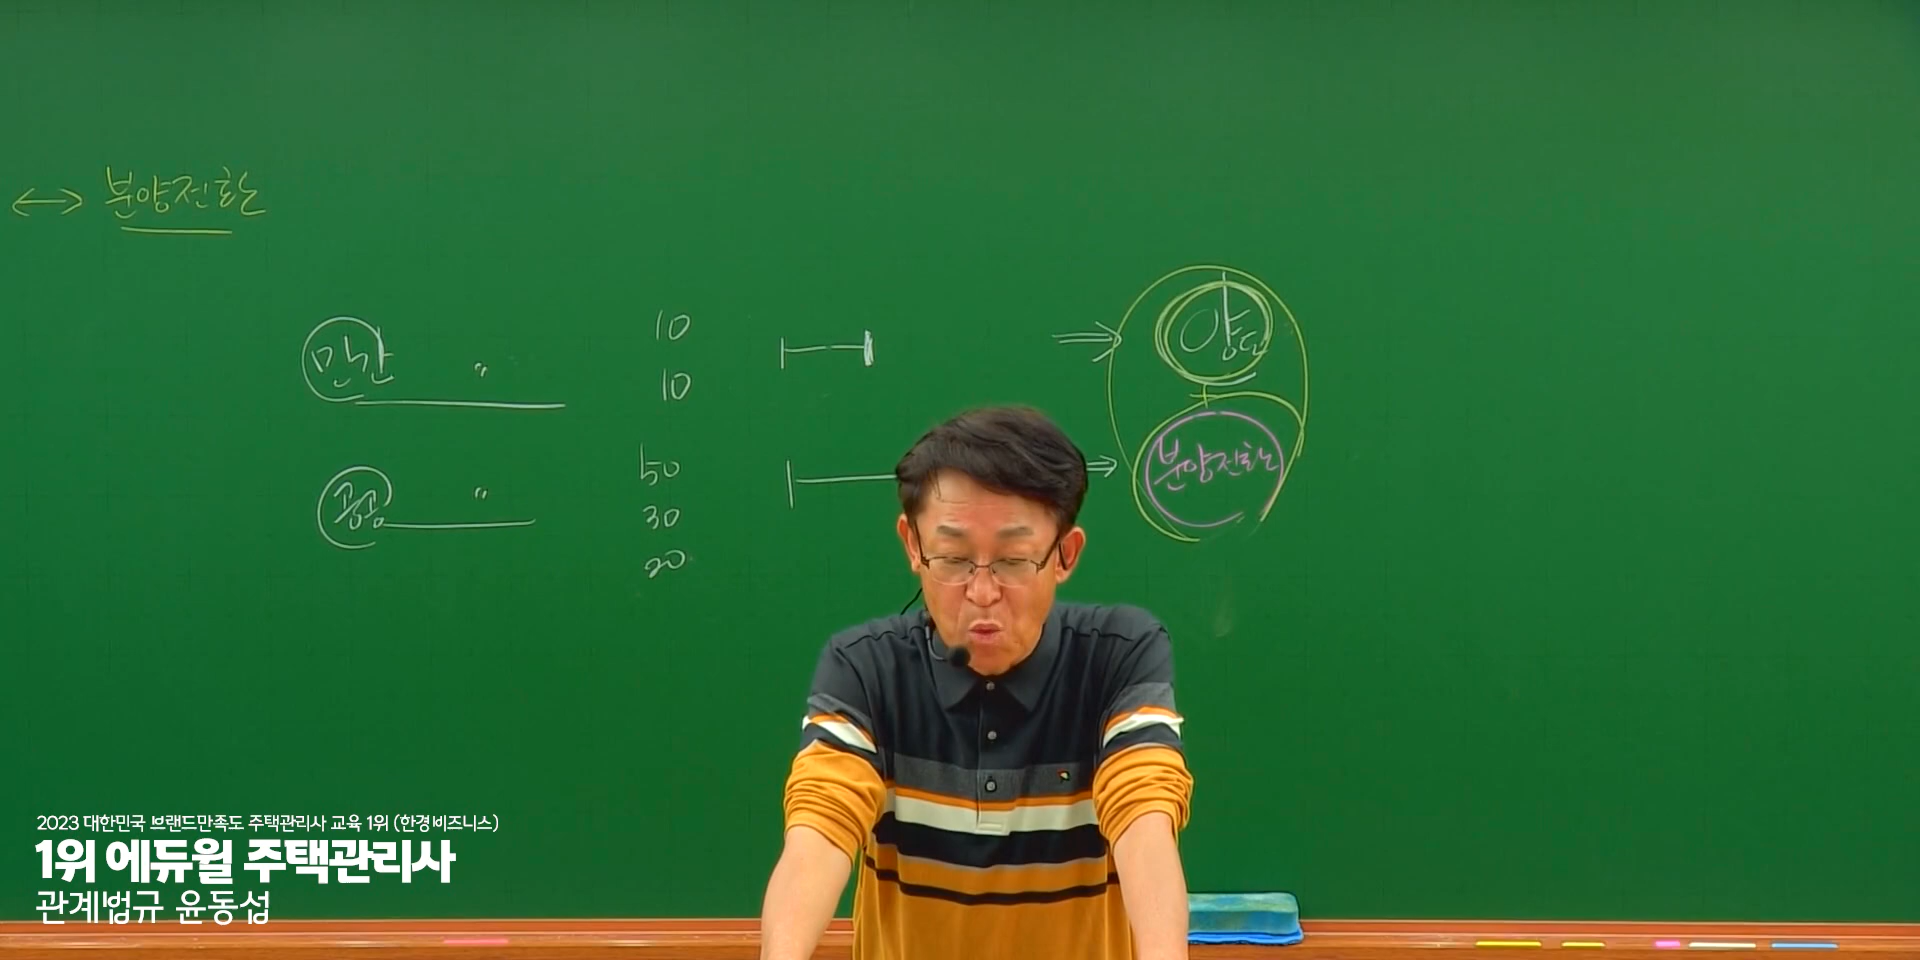 ↔ 분양전환
민간 〃 10
10
⇒ 양도
공공 〃 50
30
20
⇒ 분양전환
2023 대한민국 브랜드만족도 주택관리사 교육 1위 (한경비즈니스)
1위 에듀윌 주택관리사
관계법규 윤동섭